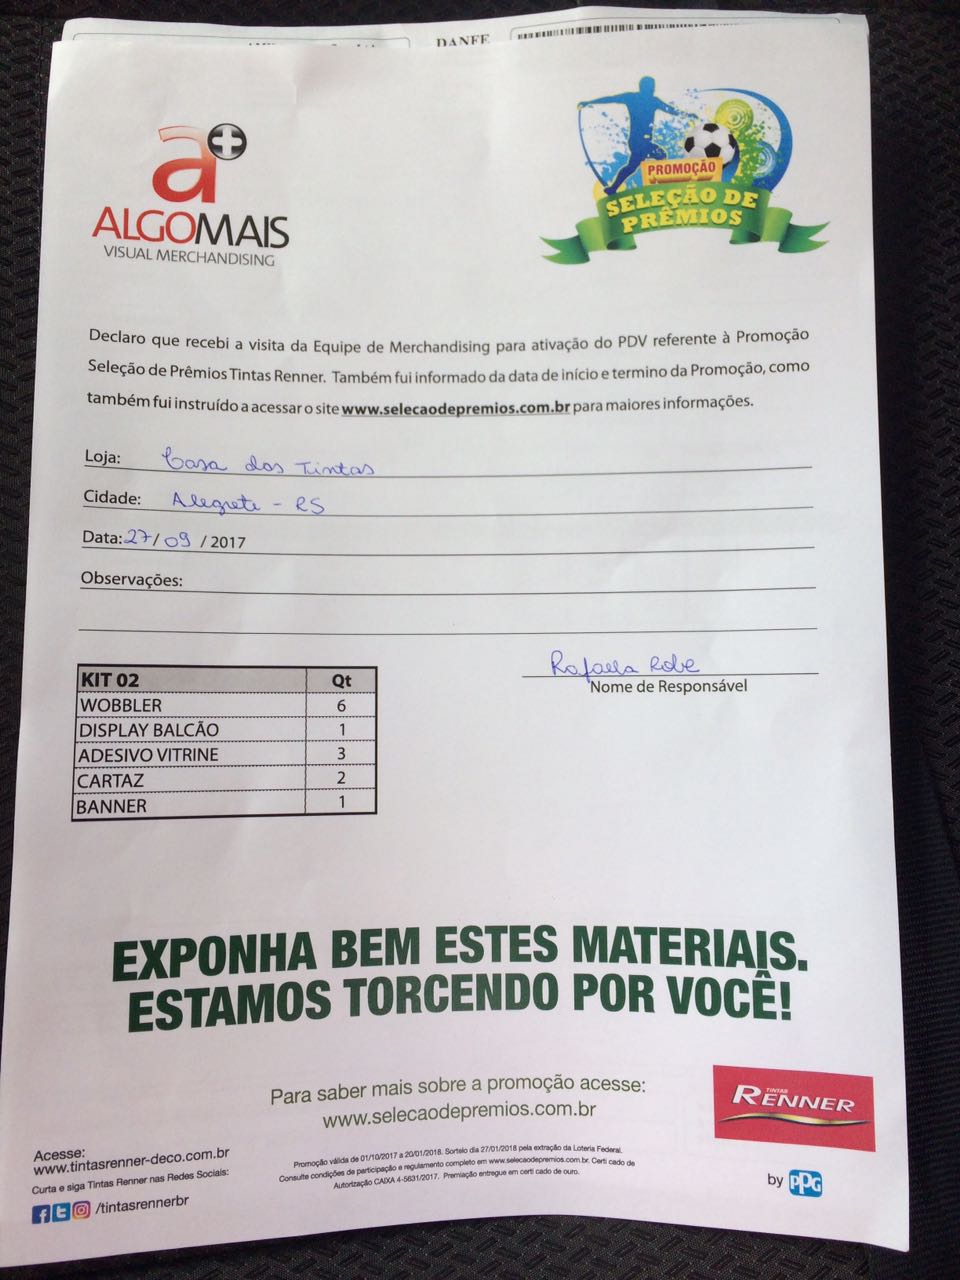 DANFE
a+
ALGOMAIS
VISUAL MERCHANDISING
PROMOÇÃO
SELEÇÃO DE
PRÊMIOS
Declaro que recebi a visita da Equipe de Merchandising para ativação do PDV referente à Promoção
Seleção de Prêmios Tintas Renner. Também fui informado da data de início e termino da Promoção, como
também fui instruído a acessar o site www.selecaodepremios.com.br para maiores informações.
Loja: Casa das Tintas
Cidade: Alegrete - RS
Data: 27/09/2017
Observações:
Rafaela Robe
Nome de Responsável
KIT 02 Qt
WOBBLER 6
DISPLAY BALCÃO 1
ADESIVO VITRINE 3
CARTAZ 2
BANNER 1
EXPONHA BEM ESTES MATERIAIS.
ESTAMOS TORCENDO POR VOCÊ!
Para saber mais sobre a promoção acesse:
www.selecaodepremios.com.br
TINTAS
RENNER
by PPG
Acesse:
www.tintasrenner-deco.com.br
Curta e siga Tintas Renner nas Redes Sociais:
/tintasrennerbr
Promoção válida de 01/10/2017 a 20/01/2018. Sorteio dia 27/01/2018 pela extração da Loteria Federal.
Consulte condições de participação e regulamento completo em www.selecaodepremios.com.br. Certi cado de
Autorização CAIXA 4-5631/2017. Premiação entregue em certi cado de ouro.